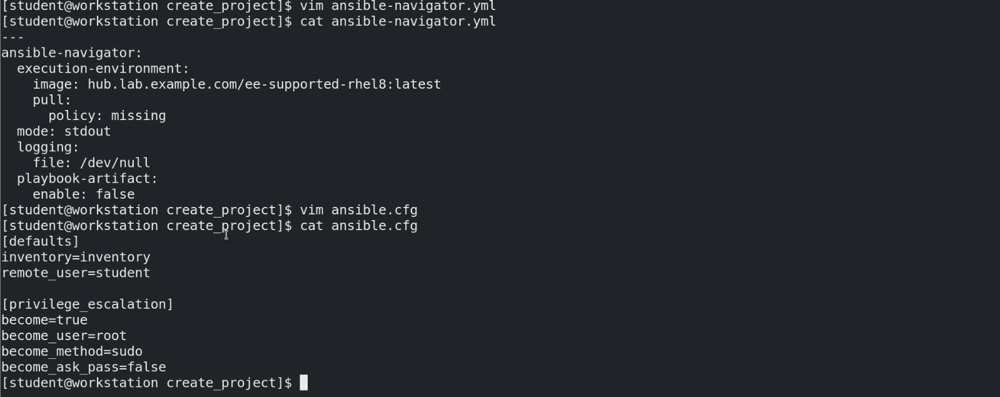 [student@workstation create_project]$ vim ansible-navigator.yml
[student@workstation create_project]$ cat ansible-navigator.yml
---
ansible-navigator:
  execution-environment:
    image: hub.lab.example.com/ee-supported-rhel8:latest
    pull:
      policy: missing
  mode: stdout
  logging:
    file: /dev/null
  playbook-artifact:
    enable: false
[student@workstation create_project]$ vim ansible.cfg
[student@workstation create_project]$ cat ansible.cfg
[defaults]
inventory=inventory
remote_user=student

[privilege_escalation]
become=true
become_user=root
become_method=sudo
become_ask_pass=false
[student@workstation create_project]$